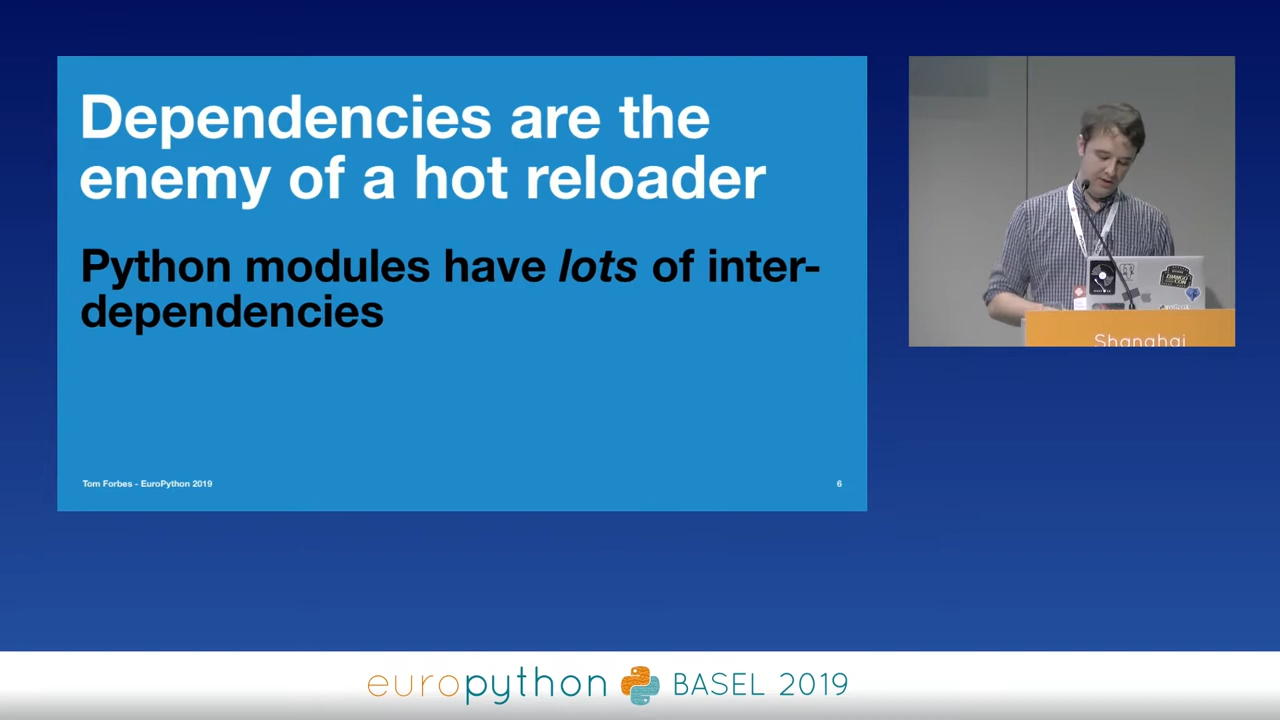 Dependencies are the
enemy of a hot reloader
Python modules have lots of inter-
dependencies
Tom Forbes - EuroPython 2019
6
Shanghai
europython BASEL 2019